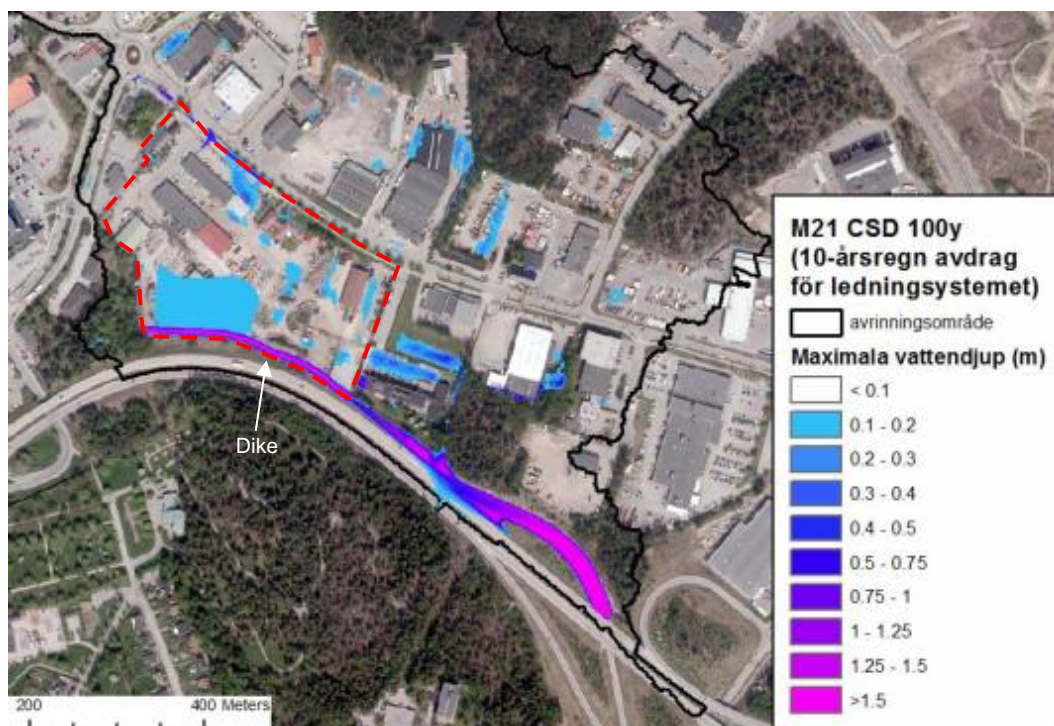 Dike
M21 CSD 100y
(10-årsregn avdrag
för ledningsystemet)
avrinningsområde
Maximala vattendjup (m)
< 0.1
0.1 - 0.2
0.2 - 0.3
0.3 - 0.4
0.4 - 0.5
0.5 - 0.75
0.75 - 1
1 - 1.25
1.25 - 1.5
>1.5
200 400 Meters